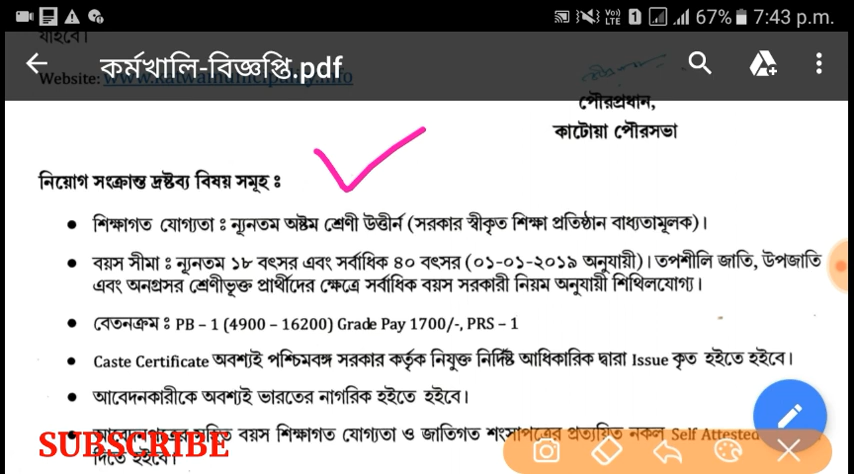 7:43 p.m.
67%
1
Vo)) LTE
যাইবে।
কর্মখালি-বিজ্ঞপ্তি.pdf
Website:
পৌরপ্রধান,
কাটোয়া পৌরসভা
নিয়োগ সংক্রান্ত দ্রষ্টব্য বিষয় সমূহ ঃ
• শিক্ষাগত যোগ্যতা ঃ ন্যূনতম অষ্টম শ্রেণী উত্তীর্ন (সরকার স্বীকৃত শিক্ষা প্রতিষ্ঠান বাধ্যতামূলক)।
• বয়স সীমা ঃ ন্যূনতম ১৮ বৎসর এবং সর্বাধিক ৪০ বৎসর (০১-০১-২০১৯ অনুযায়ী)। তপশীলি জাতি, উপজাতি
এবং অনগ্রসর শ্রেণীভূক্ত প্রার্থীদের ক্ষেত্রে সর্বাধিক বয়স সরকারী নিয়ম অনুযায়ী শিথিলযোগ্য।
• বেতনক্রম ঃ PB – 1 (4900 – 16200) Grade Pay 1700/-, PRS – 1
• Caste Certificate অবশ্যই পশ্চিমবঙ্গ সরকার কর্তৃক নিযুক্ত নির্দিষ্ট আধিকারিক দ্বারা Issue কৃত হইতে হইবে।
• আবেদনকারীকে অবশ্যই ভারতের নাগরিক হইতে হইবে।
• বয়স শিক্ষাগত যোগ্যতা ও জাতিগত শংসাপত্রের প্রত্যয়িত নকল Self Attested
দিতে হইবে।
SUBSCRIBE